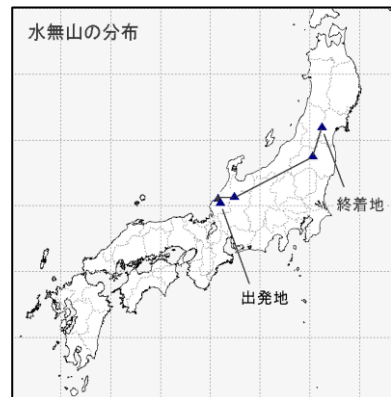 水無山の分布
終着地
出発地